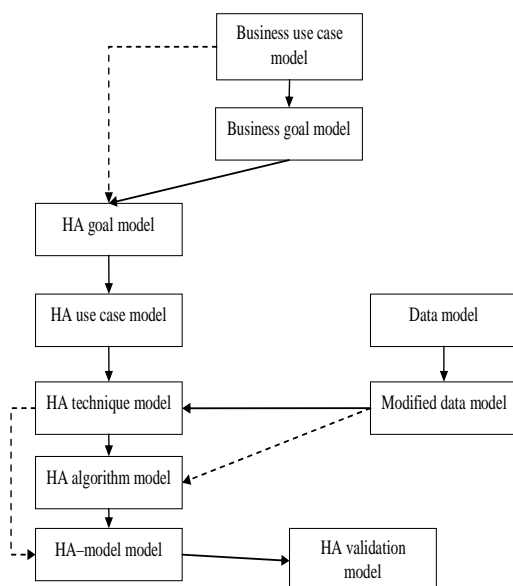 Business use case
model
Business goal model
HA goal model
HA use case model
Data model
HA technique model
Modified data model
HA algorithm model
HA–model model
HA validation
model